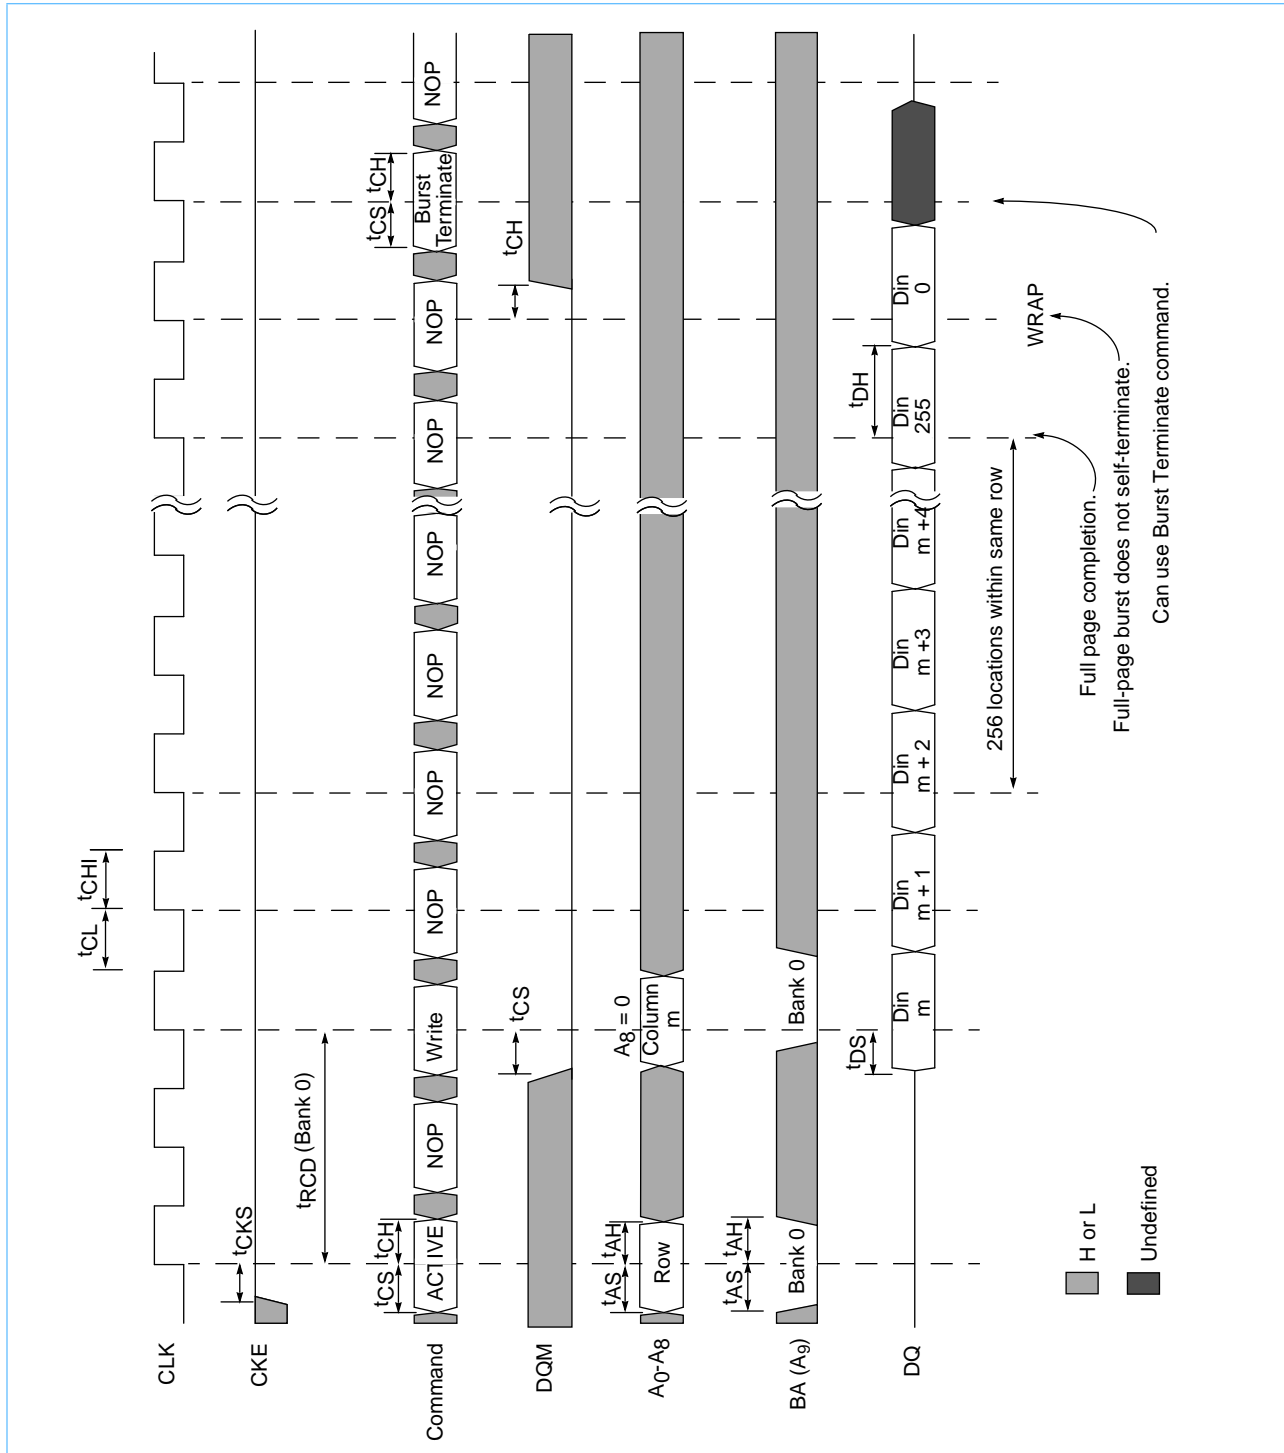 tCL
tCHI
CLK
tCKS
CKE
tRCD (Bank 0)
tCS
tCH
tCS
tCH
Command
ACTIVE
NOP
Write
NOP
NOP
NOP
NOP
NOP
NOP
Burst
Terminate
NOP
tCS
tCH
DQM
tAS
tAH
A8 = 0
A0-A8
Row
Column
m
tAS
tAH
BA (A9)
Bank 0
Bank 0
tDS
tDH
DQ
Din
m
Din
m + 1
Din
m + 2
Din
m +3
Din
m +4
Din
255
Din
0
256 locations within same row
WRAP
Full page completion.
Full-page burst does not self-terminate.
Can use Burst Terminate command.
H or L
Undefined